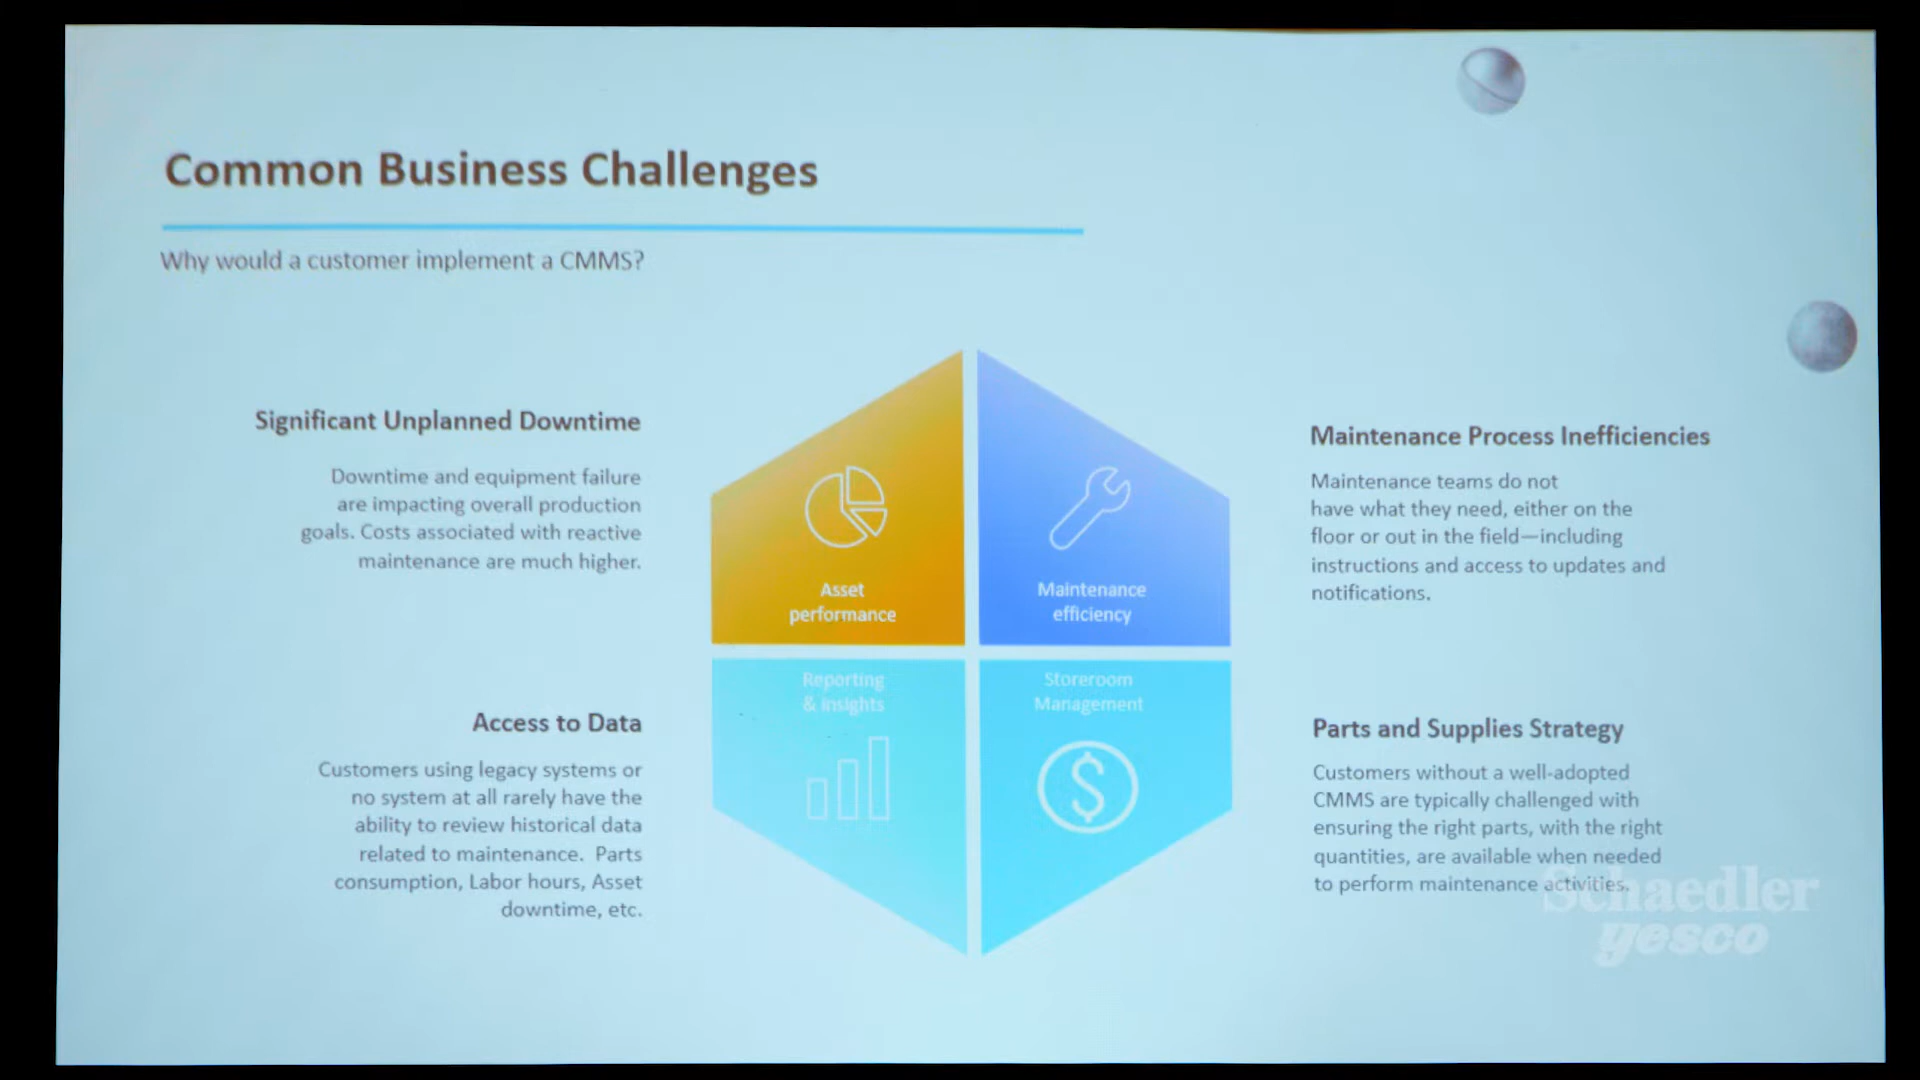 Common Business Challenges
Why would a customer implement a CMMS?
Significant Unplanned Downtime
Downtime and equipment failure
are impacting overall production
goals. Costs associated with reactive
maintenance are much higher.
Asset
performance
Maintenance
efficiency
Maintenance Process Inefficiencies
Maintenance teams do not
have what they need, either on the
floor or out in the field—including
instructions and access to updates and
notifications.
Access to Data
Customers using legacy systems or
no system at all rarely have the
ability to review historical data
related to maintenance.  Parts
consumption, Labor hours, Asset
downtime, etc.
Reporting
& insights
Storeroom
Management
$
Parts and Supplies Strategy
Customers without a well-adopted
CMMS are typically challenged with
ensuring the right parts, with the right
quantities, are available when needed
to perform maintenance activities.
Schaedler
yesco